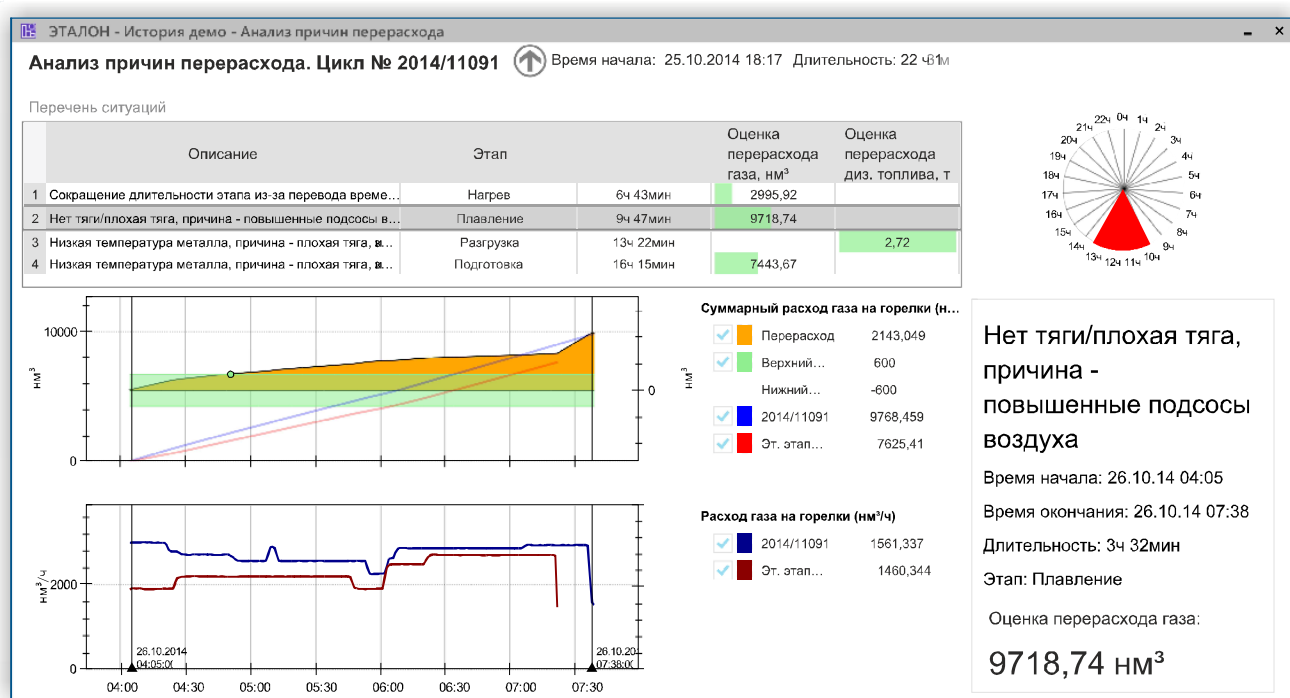 ЭТАЛОН - История демо - Анализ причин перерасхода
Анализ причин перерасхода. Цикл № 2014/11091 Время начала: 25.10.2014 18:17 Длительность: 22 ч
Перечень ситуаций
Описание Этап Оценка перерасхода газа, нм³ Оценка перерасхода диз. топлива, т
1 Сокращение длительности этапа из-за перевода време... Нагрев 6ч 43мин 2995,92
2 Нет тяги/плохая тяга, причина - повышенные подсосы в... Плавление 9ч 47мин 9718,74
3 Низкая температура металла, причина - плохая тяга, ... Разгрузка 13ч 22мин 2,72
4 Низкая температура металла, причина - плохая тяга, ... Подготовка 16ч 15мин 7443,67
0ч 1ч 2ч 3ч 4ч 5ч 6ч 7ч 8ч 9ч 10ч 11ч 12ч 13ч 14ч 15ч 16ч 17ч 18ч 19ч 20ч 21ч 22ч
10000
0
нм³
0
нм³
Суммарный расход газа на горелки (н...
Перерасход 2143,049
Верхний... 600
Нижний... -600
2014/11091 9768,459
Эт. этап... 7625,41
2000
0
нм³/ч
26.10.2014
04:05:0
26.10.20
07:38:0
04:00 04:30 05:00 05:30 06:00 06:30 07:00 07:30
Расход газа на горелки (нм³/ч)
2014/11091 1561,337
Эт. этап... 1460,344
Нет тяги/плохая тяга,
причина -
повышенные подсосы
воздуха
Время начала: 26.10.14 04:05
Время окончания: 26.10.14 07:38
Длительность: 3ч 32мин
Этап: Плавление
Оценка перерасхода газа:
9718,74 нм³